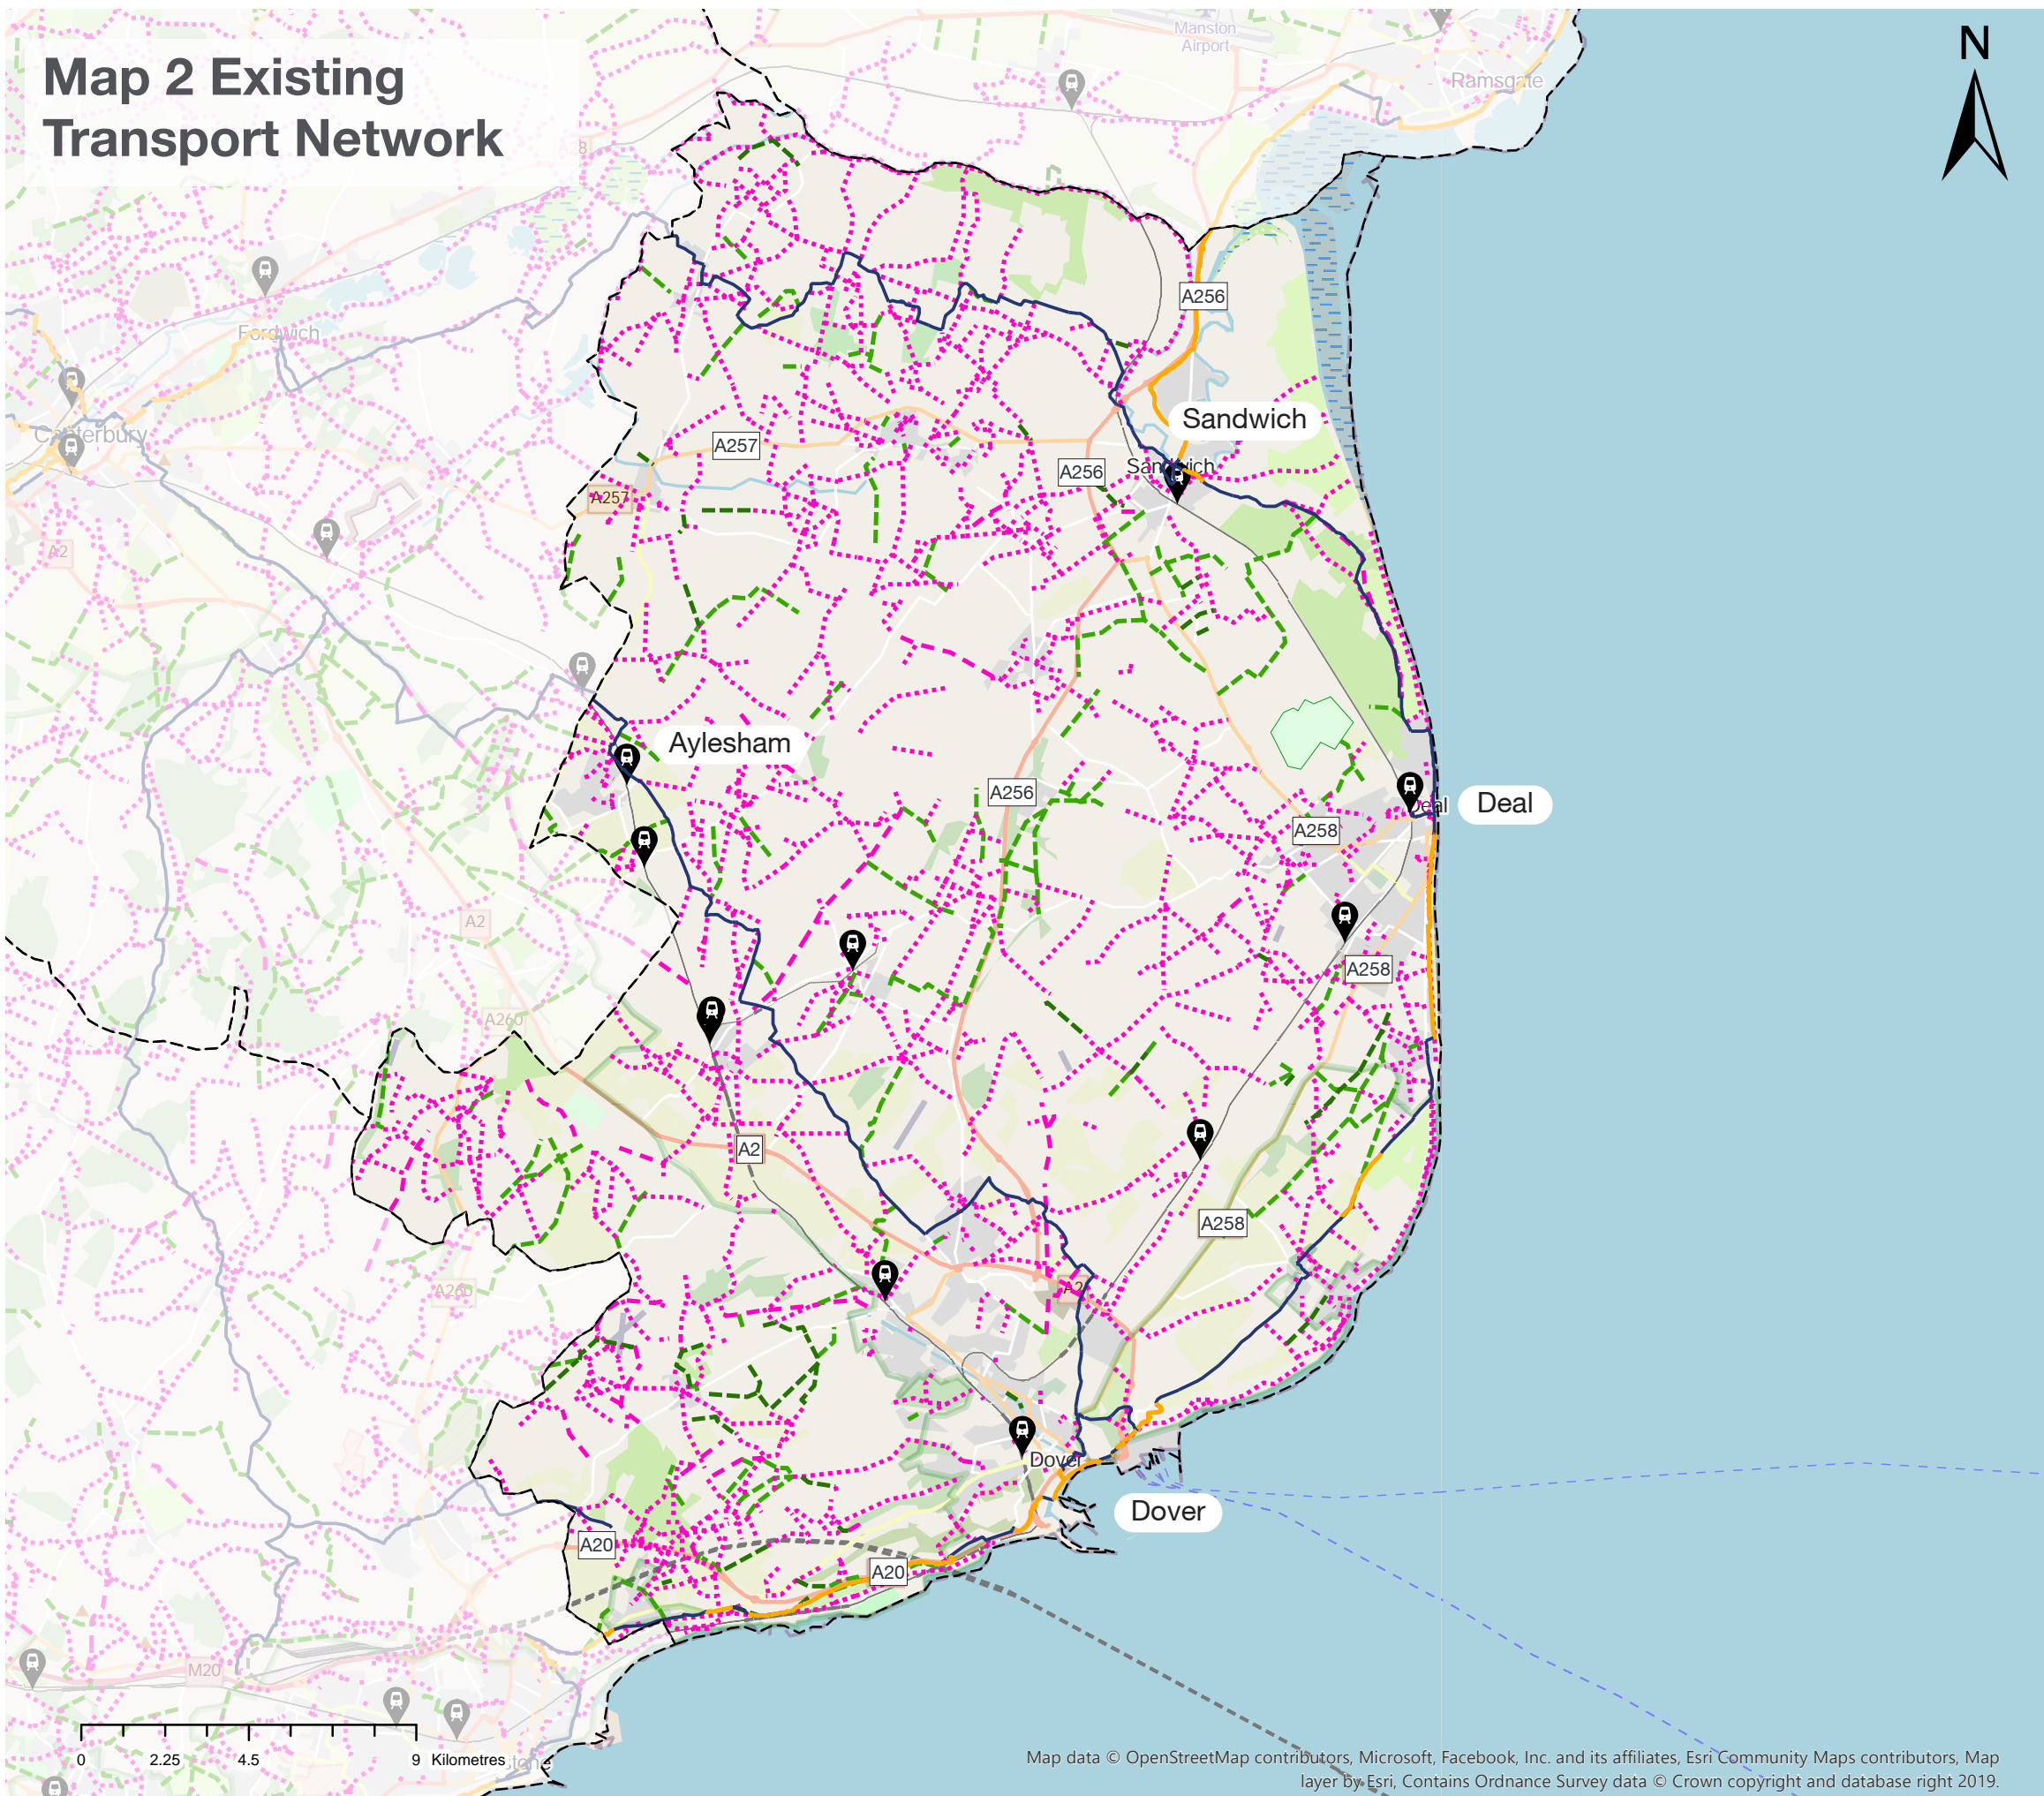 Map 2 Existing
Transport Network
N
Manston
Airport
Ramsgate
A28
A256
Fordwich
Canterbury
Sandwich
A257
A256
Sandwich
A257
A2
Aylesham
A256
Deal
Deal
A258
A2
A258
A260
A2
A258
A260
A2
Dover
Dover
A20
A20
M20
0
2.25
4.5
9
Kilometres
Map data © OpenStreetMap contributors, Microsoft, Facebook, Inc. and its affiliates, Esri Community Maps contributors, Map
layer by Esri, Contains Ordnance Survey data © Crown copyright and database right 2019.